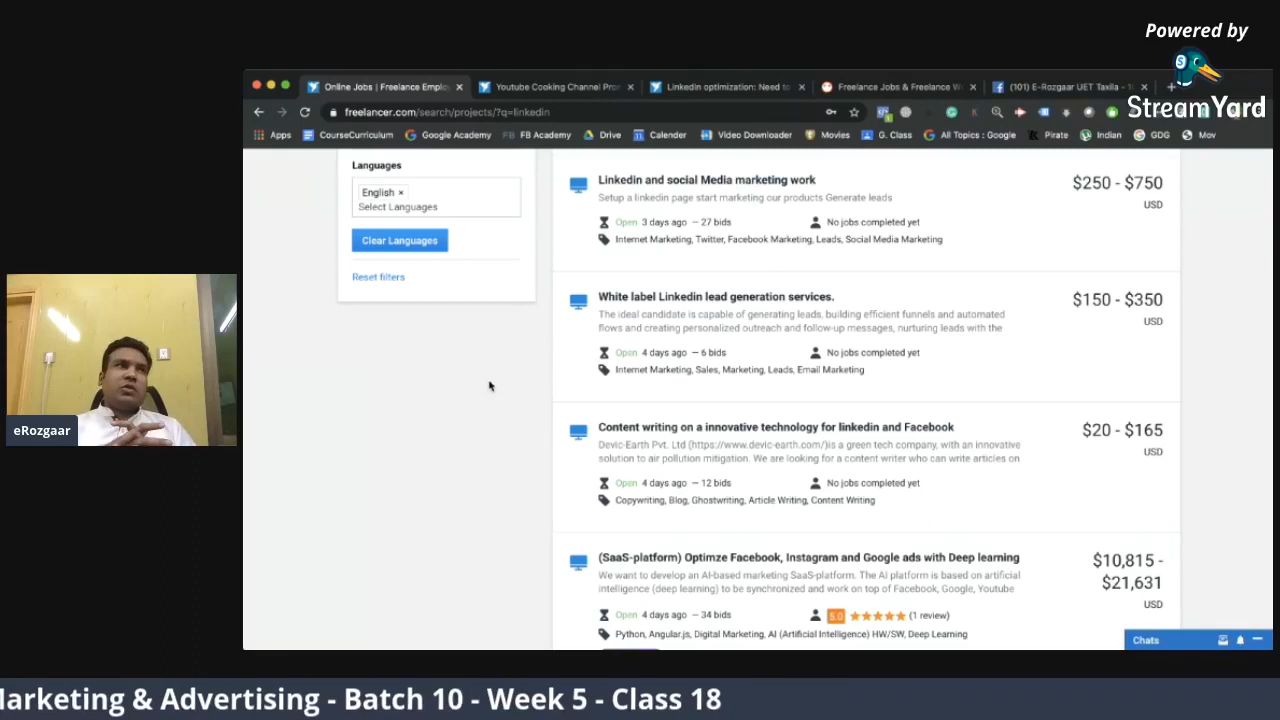 Powered by
StreamYard
Online Jobs | Freelance Emplo
Youtube Cooking Channel Pro
Linkedin optimization: Need to
Freelance Jobs & Freelance W
(101) E-Rozgaar UET Taxila -
freelancer.com/search/projects/?q=linkedin
Apps
CourseCurriculum
Google Academy
FB Academy
Drive
Calender
Video Downloader
Movies
G. Class
All Topics : Google
Pirate
Indian
GDG
Mov
Languages
English ×
Select Languages
Clear Languages
Reset filters
Linkedin and social Media marketing work
$250 - $750
USD
Setup a linkedin page start marketing our products Generate leads
Open 3 days ago — 27 bids
No jobs completed yet
Internet Marketing, Twitter, Facebook Marketing, Leads, Social Media Marketing
White label Linkedin lead generation services.
$150 - $350
USD
The ideal candidate is capable of generating leads, building efficient funnels and automated
flows and creating personalized outreach and follow-up messages, nurturing leads with the
Open 4 days ago — 6 bids
No jobs completed yet
Internet Marketing, Sales, Marketing, Leads, Email Marketing
Content writing on a innovative technology for linkedin and Facebook
$20 - $165
USD
Devic-Earth Pvt. Ltd (https://www.devic-earth.com/)is a green tech company, with an innovative
solution to air pollution mitigation. We are looking for a content writer who can write articles on
Open 4 days ago — 12 bids
No jobs completed yet
Copywriting, Blog, Ghostwriting, Article Writing, Content Writing
(SaaS-platform) Optimze Facebook, Instagram and Google ads with Deep learning
$10,815 -
$21,631
USD
We want to develop an AI-based marketing SaaS-platform. The AI platform is based on artificial
intelligence (deep learning) to be synchronized and work on top of Facebook, Google, Youtube
Open 4 days ago — 34 bids
5.0 (1 review)
Python, Angular.js, Digital Marketing, AI (Artificial Intelligence) HW/SW, Deep Learning
Chats
eRozgaar
Marketing & Advertising - Batch 10 - Week 5 - Class 18